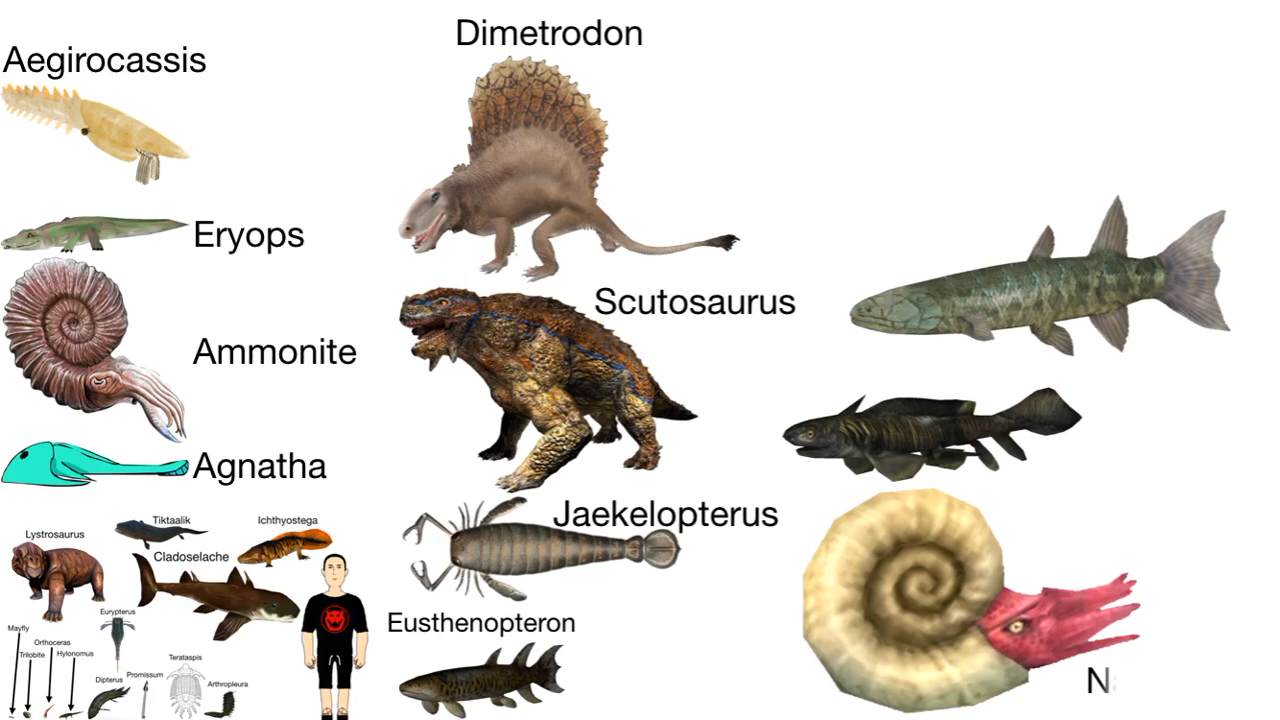 Dimetrodon
Aegirocassis
Eryops
Scutosaurus
Ammonite
Agnatha
Jaekelopterus
Tiktaalik
Ichthyostega
Lystrosaurus
Cladoselache
Eurypterus
Eusthenopteron
Mayfly
Orthoceras
Trilobite
Hylonomus
Terataspis
Dipterus
Promissum
Arthropleura
N